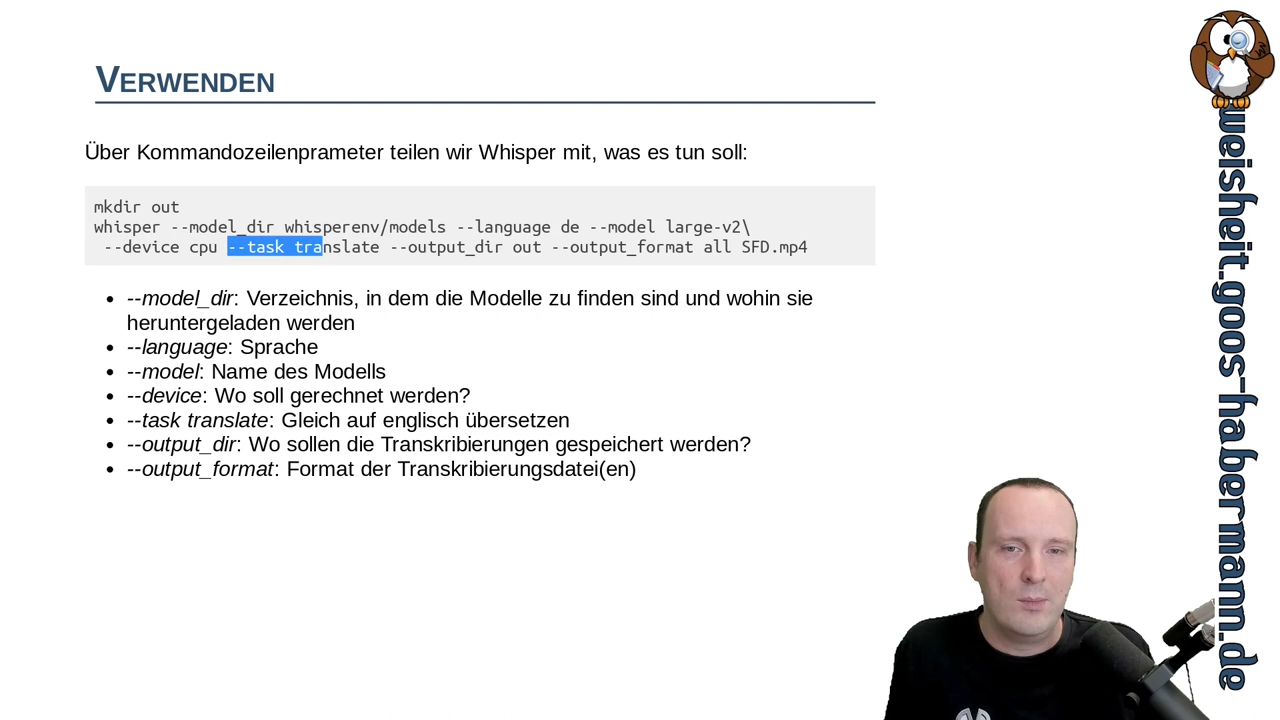 VERWENDEN
Über Kommandozeilenprameter teilen wir Whisper mit, was es tun soll:
mkdir out
whisper --model_dir whisperenv/models --language de --model large-v2\
--device cpu --task translate --output_dir out --output_format all SFD.mp4
• --model_dir: Verzeichnis, in dem die Modelle zu finden sind und wohin sie
heruntergeladen werden
• --language: Sprache
• --model: Name des Modells
• --device: Wo soll gerechnet werden?
• --task translate: Gleich auf englisch übersetzen
• --output_dir: Wo sollen die Transkribierungen gespeichert werden?
• --output_format: Format der Transkribierungsdatei(en)
weisheit.goos-habermann.de